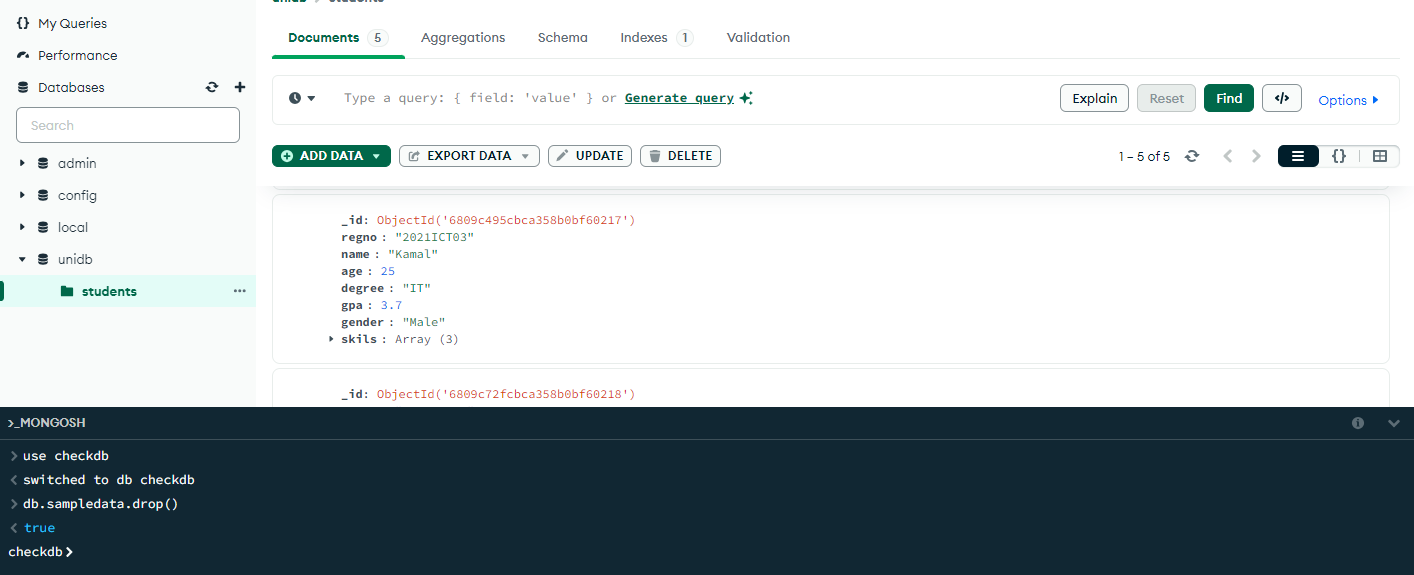 {} My Queries
Performance
Databases
Search
admin
config
local
unidb
students
unidb > students
Documents 5 Aggregations Schema Indexes 1 Validation
Type a query: { field: 'value' } or Generate query Explain Reset Find </> Options
ADD DATA EXPORT DATA UPDATE DELETE 1 – 5 of 5 {}
_id: ObjectId('6809c495cbca358b0bf60217')
regno : "2021ICT03"
name : "Kamal"
age : 25
degree : "IT"
gpa : 3.7
gender : "Male"
skils : Array (3)
_id: ObjectId('6809c72fcbca358b0bf60218')
>_MONGOSH
> use checkdb
< switched to db checkdb
> db.sampledata.drop()
< true
checkdb>